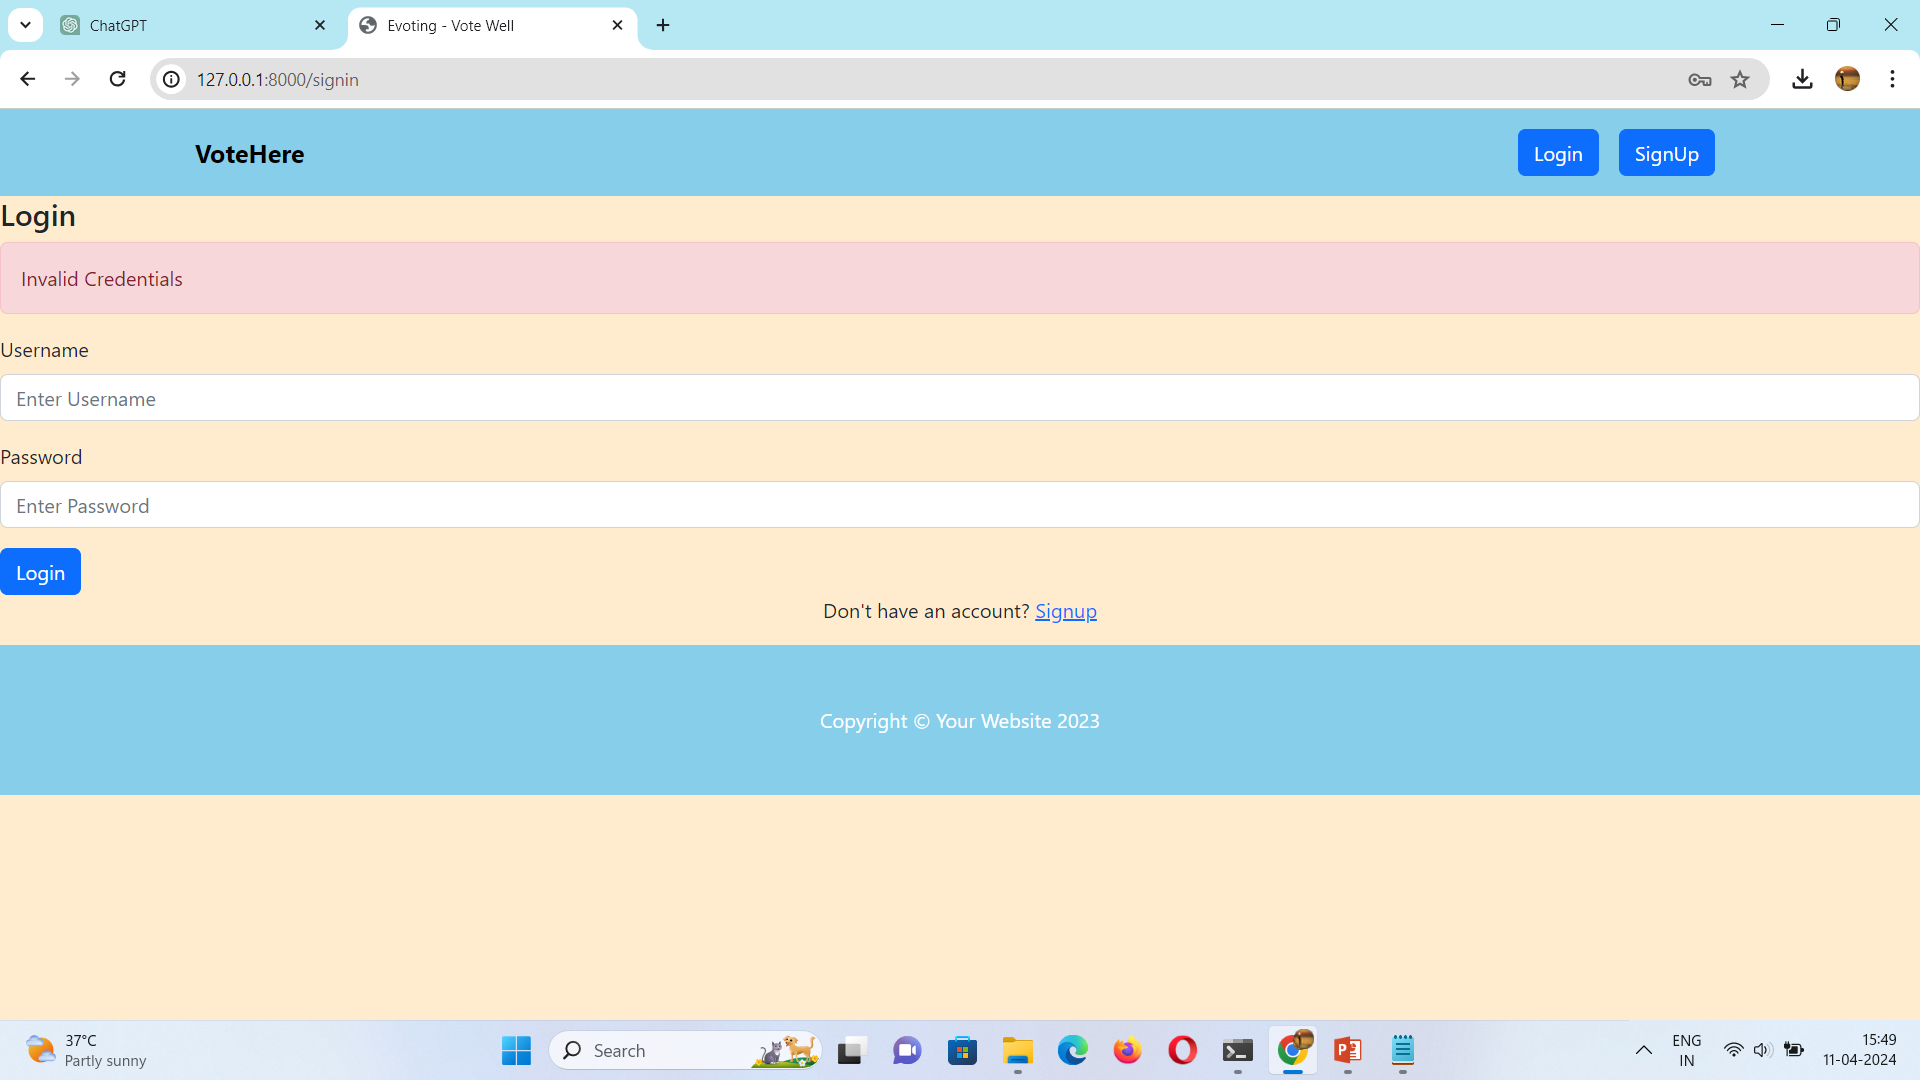 ChatGPT
Evoting - Vote Well
127.0.0.1:8000/signin
VoteHere
Login
SignUp
Login
Invalid Credentials
Username
Enter Username
Password
Enter Password
Login
Don't have an account? Signup
Copyright © Your Website 2023
37°C
Partly sunny
Search
ENG
IN
15:49
11-04-2024